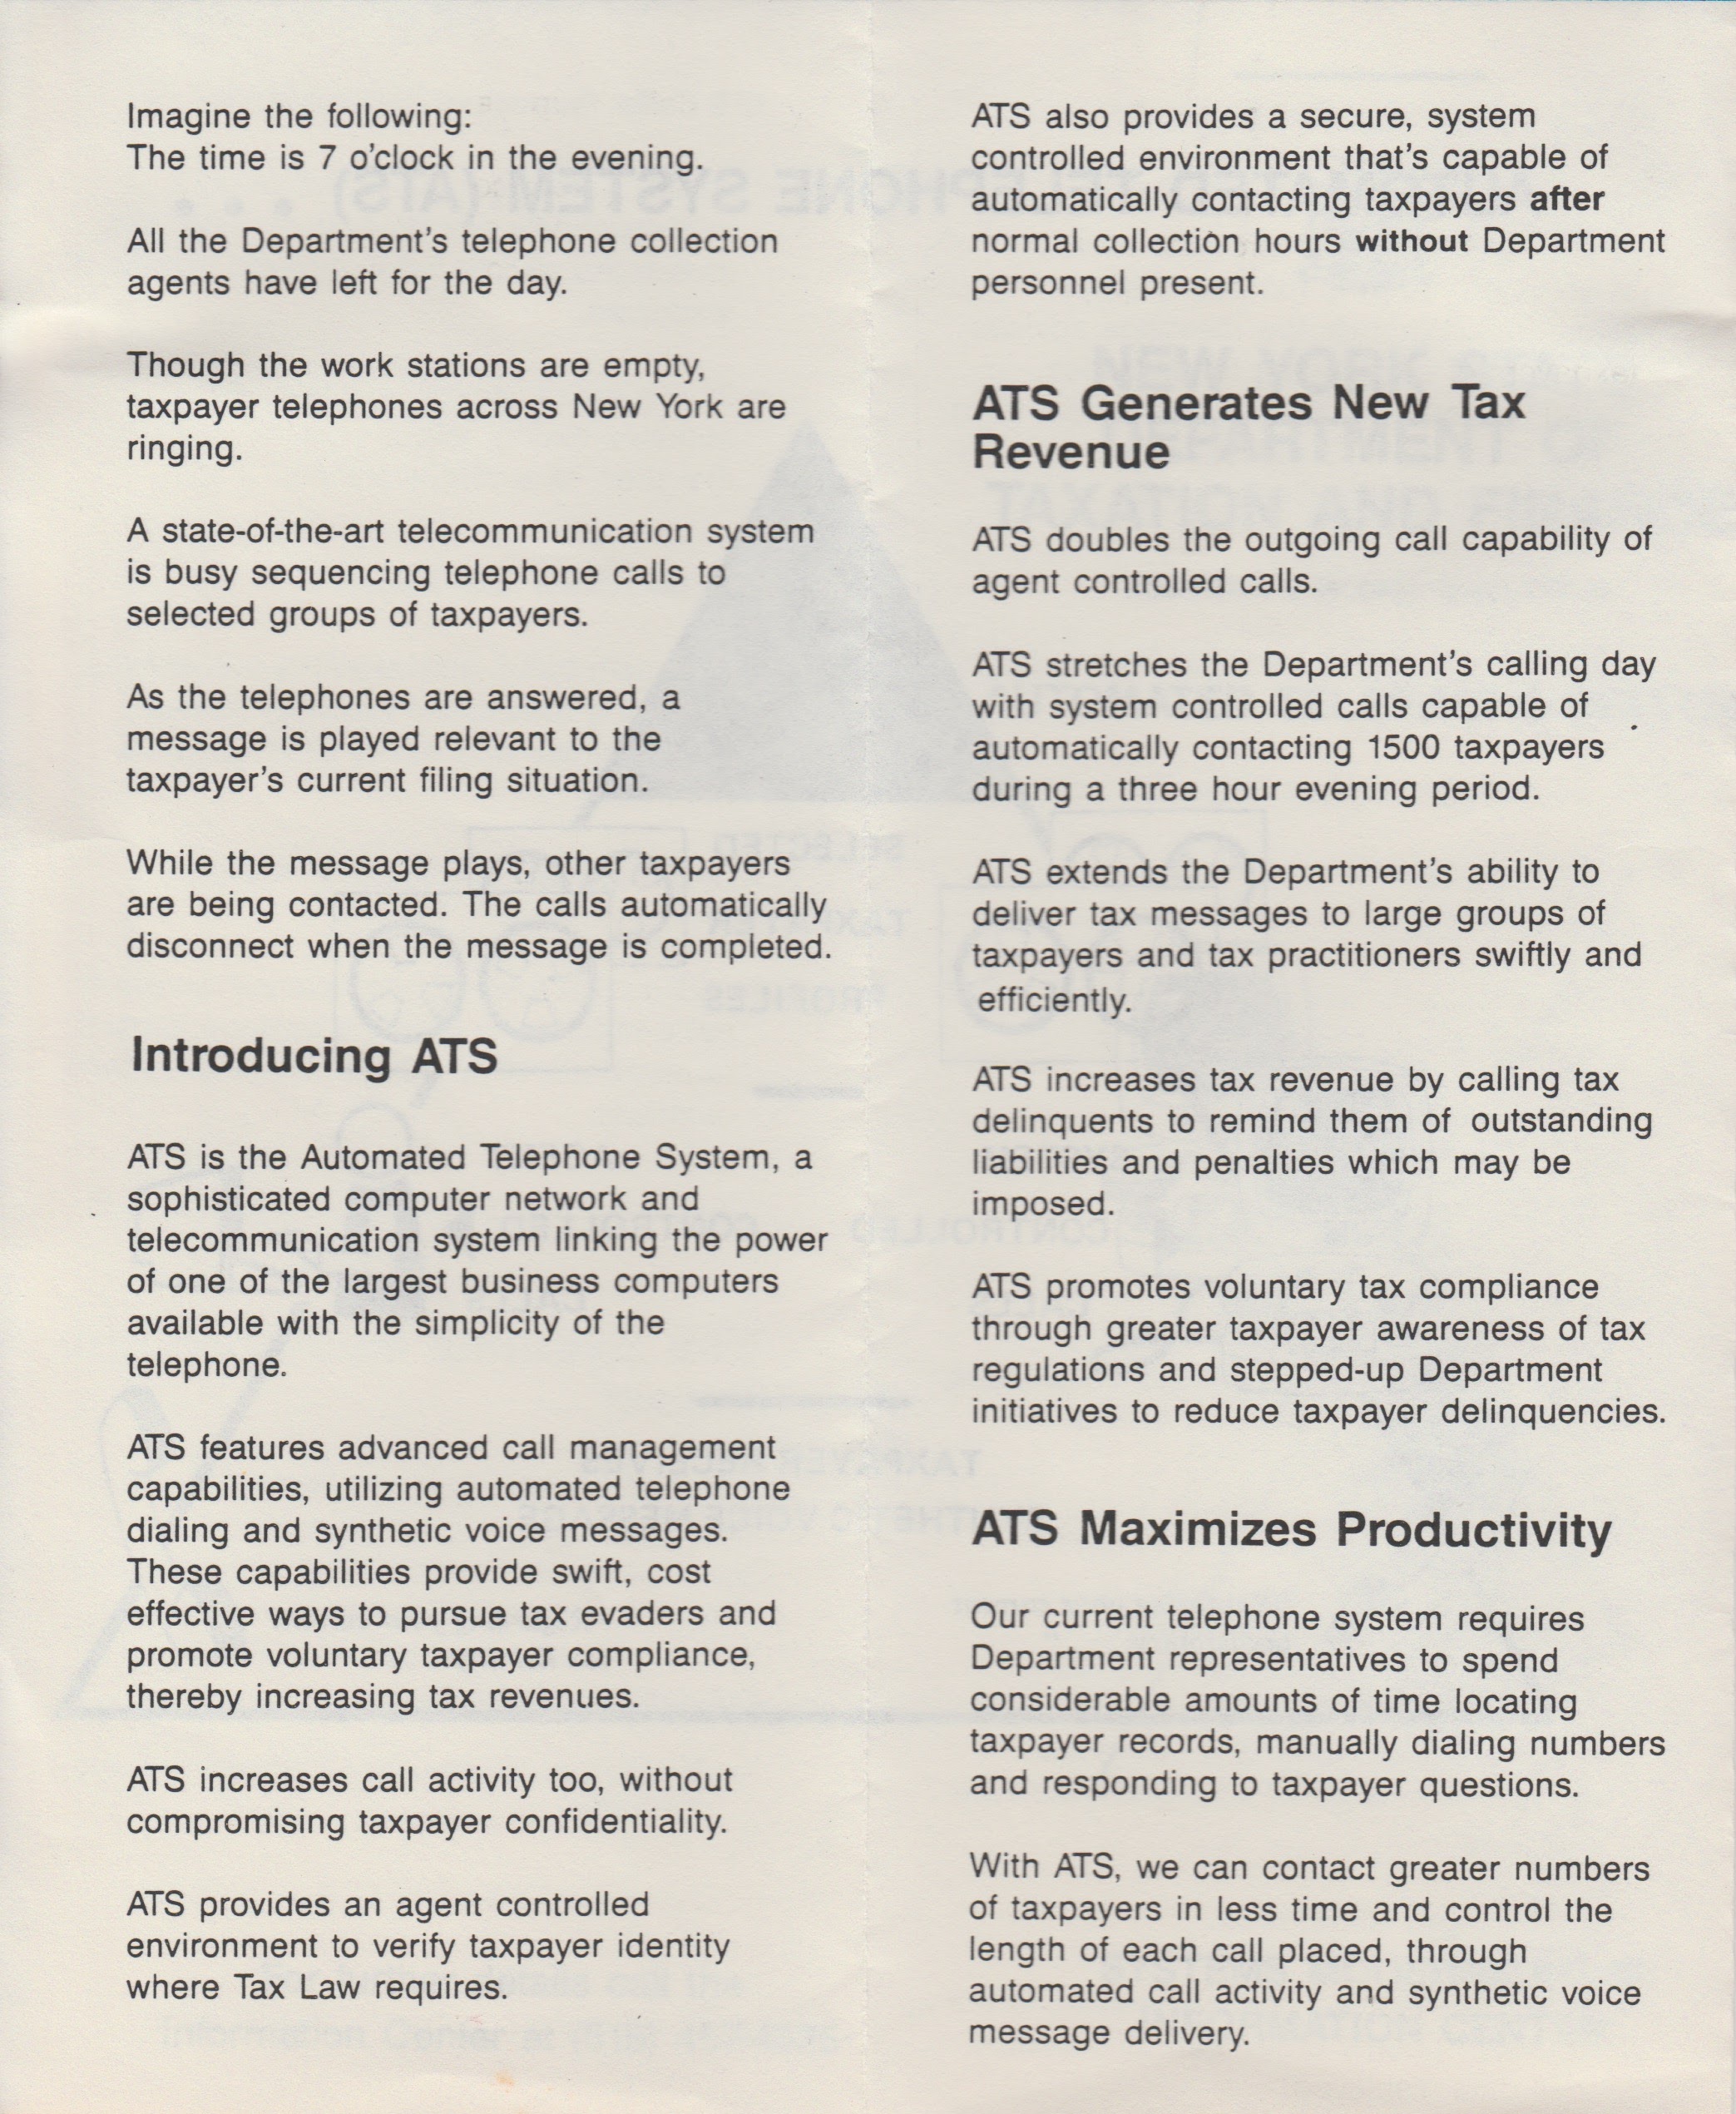 Imagine the following:
The time is 7 o'clock in the evening.
All the Department's telephone collection
agents have left for the day.
Though the work stations are empty,
taxpayer telephones across New York are
ringing.
A state-of-the-art telecommunication system
is busy sequencing telephone calls to
selected groups of taxpayers.
As the telephones are answered, a
message is played relevant to the
taxpayer's current filing situation.
While the message plays, other taxpayers
are being contacted. The calls automatically
disconnect when the message is completed.
Introducing ATS
ATS is the Automated Telephone System, a
sophisticated computer network and
telecommunication system linking the power
of one of the largest business computers
available with the simplicity of the
telephone.
ATS features advanced call management
capabilities, utilizing automated telephone
dialing and synthetic voice messages.
These capabilities provide swift, cost
effective ways to pursue tax evaders and
promote voluntary taxpayer compliance,
thereby increasing tax revenues.
ATS increases call activity too, without
compromising taxpayer confidentiality.
ATS provides an agent controlled
environment to verify taxpayer identity
where Tax Law requires.
ATS also provides a secure, system
controlled environment that's capable of
automatically contacting taxpayers after
normal collection hours without Department
personnel present.
ATS Generates New Tax
Revenue
ATS doubles the outgoing call capability of
agent controlled calls.
ATS stretches the Department's calling day
with system controlled calls capable of
automatically contacting 1500 taxpayers
during a three hour evening period.
ATS extends the Department's ability to
deliver tax messages to large groups of
taxpayers and tax practitioners swiftly and
efficiently.
ATS increases tax revenue by calling tax
delinquents to remind them of outstanding
liabilities and penalties which may be
imposed.
ATS promotes voluntary tax compliance
through greater taxpayer awareness of tax
regulations and stepped-up Department
initiatives to reduce taxpayer delinquencies.
ATS Maximizes Productivity
Our current telephone system requires
Department representatives to spend
considerable amounts of time locating
taxpayer records, manually dialing numbers
and responding to taxpayer questions.
With ATS, we can contact greater numbers
of taxpayers in less time and control the
length of each call placed, through
automated call activity and synthetic voice
message delivery.